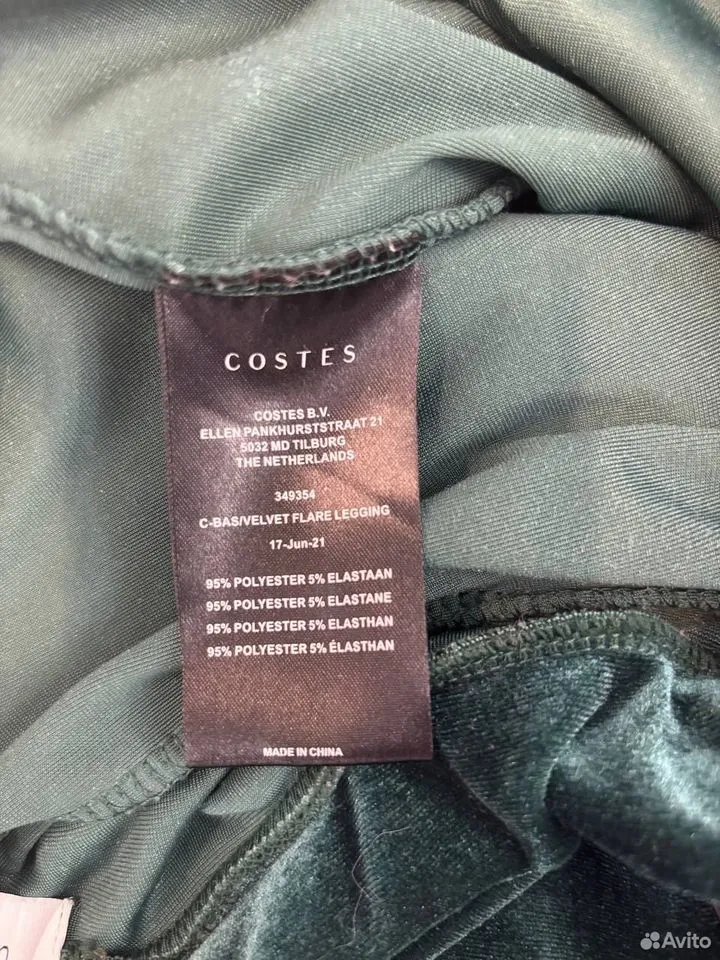 COSTES
COSTES B.V.
ELLEN PANKHURSTSTRAAT 21
5032 MD TILBURG
THE NETHERLANDS
349354
C-BAS/VELVET FLARE LEGGING
17-Jun-21
95% POLYESTER 5% ELASTAAN
95% POLYESTER 5% ELASTANE
95% POLYESTER 5% ELASTHAN
95% POLYESTER 5% ÉLASTHAN
MADE IN CHINA
Avito